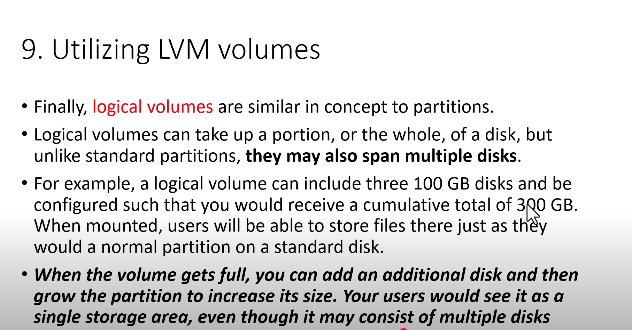 9. Utilizing LVM volumes
• Finally, logical volumes are similar in concept to partitions.
• Logical volumes can take up a portion, or the whole, of a disk, but
unlike standard partitions, they may also span multiple disks.
• For example, a logical volume can include three 100 GB disks and be
configured such that you would receive a cumulative total of 300 GB.
When mounted, users will be able to store files there just as they
would a normal partition on a standard disk.
• When the volume gets full, you can add an additional disk and then
grow the partition to increase its size. Your users would see it as a
single storage area, even though it may consist of multiple disks